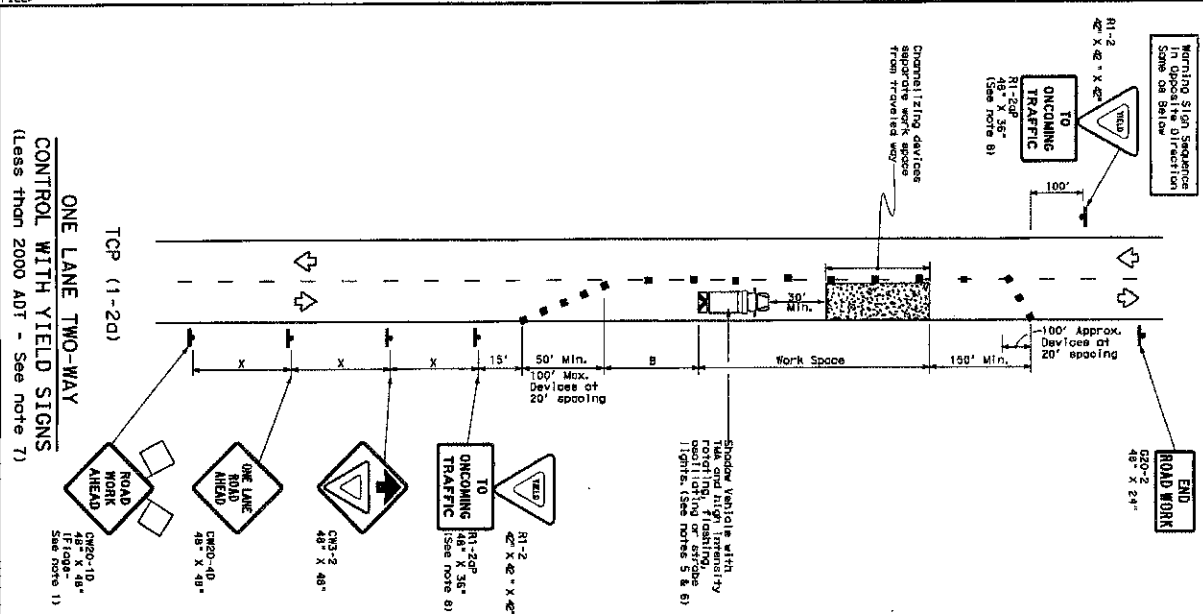 Warning Sign Sequence
in Opposite Direction
Same as Below
R1-2
42" X 42" X 42"
YIELD
TO
ONCOMING
TRAFFIC
R1-2aP
48" X 36"
(See note 8)
100'
Channelizing devices
separate work space
from traveled way
END
ROAD WORK
G20-2
48" X 24"
100' Approx.
Devices at
20' spacing
150' Min.
30'
Min.
Work Space
Shadow Vehicle with
TMA and high intensity
rotating, flashing,
oscillating or strobe
lights. (See notes 5 & 6)
B
50' Min.
100' Max.
Devices at
20' spacing
15'
YIELD
R1-2
42" X 42" X 42"
TO
ONCOMING
TRAFFIC
R1-2aP
48" X 36"
(See note 8)
X
CW3-2
48" X 48"
X
ONE LANE
ROAD
AHEAD
CW20-4D
48" X 48"
X
ROAD
WORK
AHEAD
CW20-1D
48" X 48"
(Flags-
See note 1)
TCP (1-2a)
ONE LANE TWO-WAY
CONTROL WITH YIELD SIGNS
(Less than 2000 ADT - See note 7)